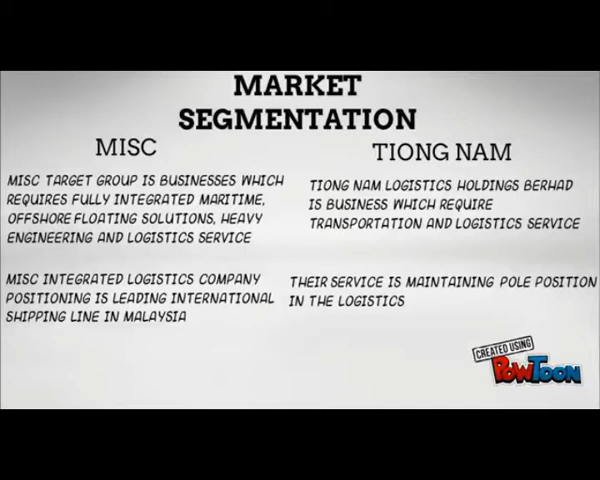 MARKET
SEGMENTATION
MISC
MISC TARGET GROUP IS BUSINESSES WHICH
REQUIRES FULLY INTEGRATED MARITIME,
OFFSHORE FLOATING SOLUTIONS, HEAVY
ENGINEERING AND LOGISTICS SERVICE
MISC INTEGRATED LOGISTICS COMPANY
POSITIONING IS LEADING INTERNATIONAL
SHIPPING LINE IN MALAYSIA
TIONG NAM
TIONG NAM LOGISTICS HOLDINGS BERHAD
IS BUSINESS WHICH REQUIRE
TRANSPORTATION AND LOGISTICS SERVICE
THEIR SERVICE IS MAINTAINING POLE POSITION
IN THE LOGISTICS
CREATED USING
POWTOON